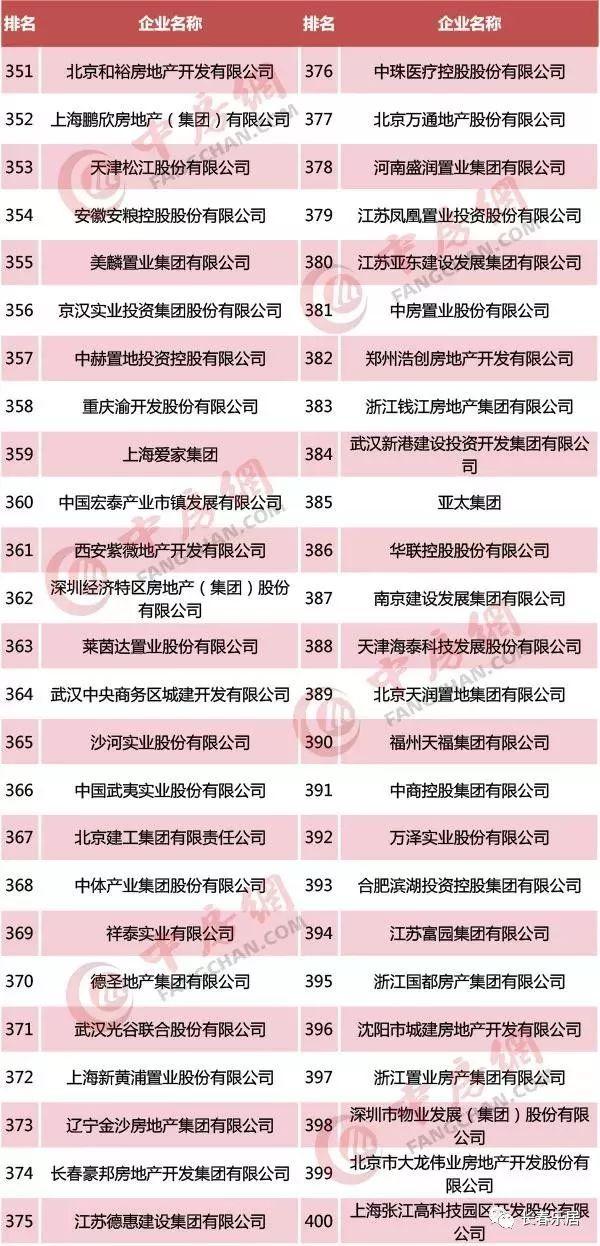 排名 企业名称 排名 企业名称
351 北京和裕房地产开发有限公司 376 中珠医疗控股股份有限公司
352 上海鹏欣房地产（集团）有限公司 377 北京万通地产股份有限公司
353 天津松江股份有限公司 378 河南盛润置业集团有限公司
354 安徽安粮控股股份有限公司 379 江苏凤凰置业投资股份有限公司
355 美麟置业集团有限公司 380 江苏亚东建设发展集团有限公司
356 京汉实业投资集团股份有限公司 381 中房置业股份有限公司
357 中赫置地投资控股有限公司 382 郑州浩创房地产开发有限公司
358 重庆渝开发股份有限公司 383 浙江钱江房地产集团有限公司
359 上海爱家集团 384 武汉新港建设投资开发集团有限公
司
360 中国宏泰产业市镇发展有限公司 385 亚太集团
361 西安紫薇地产开发有限公司 386 华联控股股份有限公司
362 深圳经济特区房地产（集团）股份 387 南京建设发展集团有限公司
有限公司
363 莱茵达置业股份有限公司 388 天津海泰科技发展股份有限公司
364 武汉中央商务区城建开发有限公司 389 北京天润置地集团有限公司
365 沙河实业股份有限公司 390 福州天福集团有限公司
366 中国武夷实业股份有限公司 391 中商控股集团有限公司
367 北京建工集团有限责任公司 392 万泽实业股份有限公司
368 中体产业集团股份有限公司 393 合肥滨湖投资控股集团有限公司
369 祥泰实业有限公司 394 江苏富园集团有限公司
370 德圣地产集团有限公司 395 浙江国都房产集团有限公司
371 武汉光谷联合股份有限公司 396 沈阳市城建房地产开发有限公司
372 上海新黄浦置业股份有限公司 397 浙江置业房产集团有限公司
373 辽宁金沙房地产集团有限公司 398 深圳市物业发展（集团）股份有限
公司
374 长春豪邦房地产开发集团有限公司 399 北京市大龙伟业房地产开发股份有
限公司
375 江苏德惠建设集团有限公司 400 上海张江高科技园区开发股份有限
公司
中房網
FANGCHAN.COM
中房網
FANGCHAN.COM
中房網
FANGCHAN.COM
中房網
FANGCHAN.COM
中房網
FANGCHAN.COM
中房網
FANGCHAN.COM
长春乐居